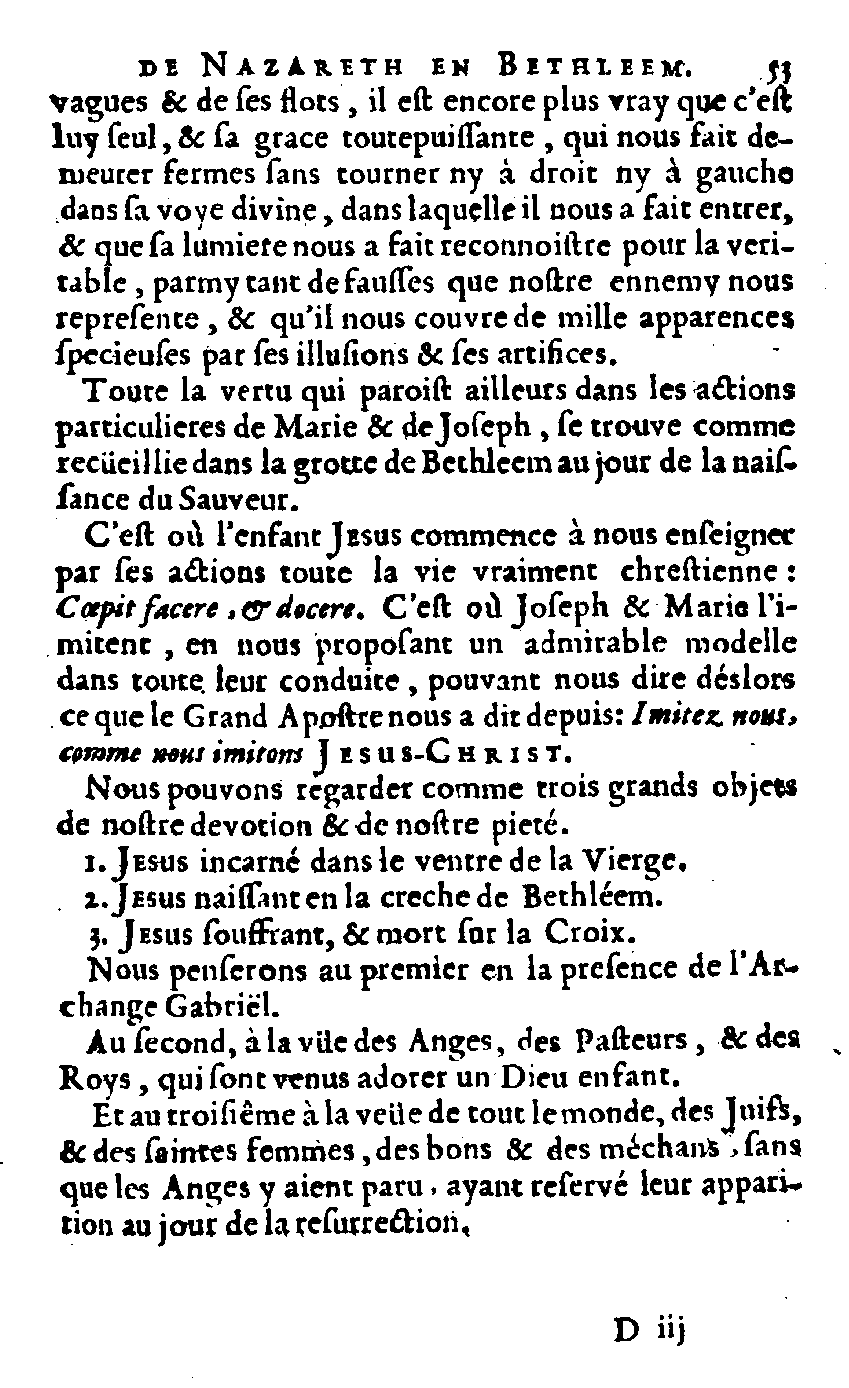 DE NAZARETH EN BETHLEEM. 53
vagues & de ſes flots, il eſt encore plus vray que c'eſt
luy ſeul, & ſa grace toutepuiſſante, qui nous fait de-
meurer fermes ſans tourner ny à droit ny à gauche
dans ſa voye divine, dans laquelle il nous a fait entrer,
& que ſa lumiere nous a fait reconnoiſtre pour la veri-
table, parmy tant de fauſſes que noſtre ennemy nous
repreſente, & qu'il nous couvre de mille apparences
ſpecieuſes par ſes illuſions & ſes artifices.
Toute la vertu qui paroiſt ailleurs dans les actions
particulieres de Marie & de Joſeph, ſe trouve comme
recüeillie dans la grotte de Bethleem au jour de la naiſ-
ſance du Sauveur.
C'eſt où l'enfant JESUS commence à nous enſeigner
par ſes actions toute la vie vraiment chreſtienne :
Cœpit facere, & docere. C'eſt où Joſeph & Marie l'i-
mitent, en nous propoſant un admirable modelle
dans toute leur conduite, pouvant nous dire déslors
ce que le Grand Apoſtre nous a dit depuis: Imitez nous,
comme nous imitons JESUS-CHRIST.
Nous pouvons regarder comme trois grands objets
de noſtre devotion & de noſtre pieté.
1. JESUS incarné dans le ventre de la Vierge.
2. JESUS naiſſant en la creche de Bethléem.
3. JESUS ſouffrant, & mort ſur la Croix.
Nous penſerons au premier en la preſence de l'Ar-
change Gabriël.
Au ſecond, à la vüe des Anges, des Paſteurs, & des
Roys, qui ſont venus adorer un Dieu enfant.
Et au troiſiême à la veüe de tout le monde, des Juifs,
& des ſaintes femmes, des bons & des méchans, ſans
que les Anges y aient paru, ayant reſervé leur appari-
tion au jour de la reſurrection.
D iij